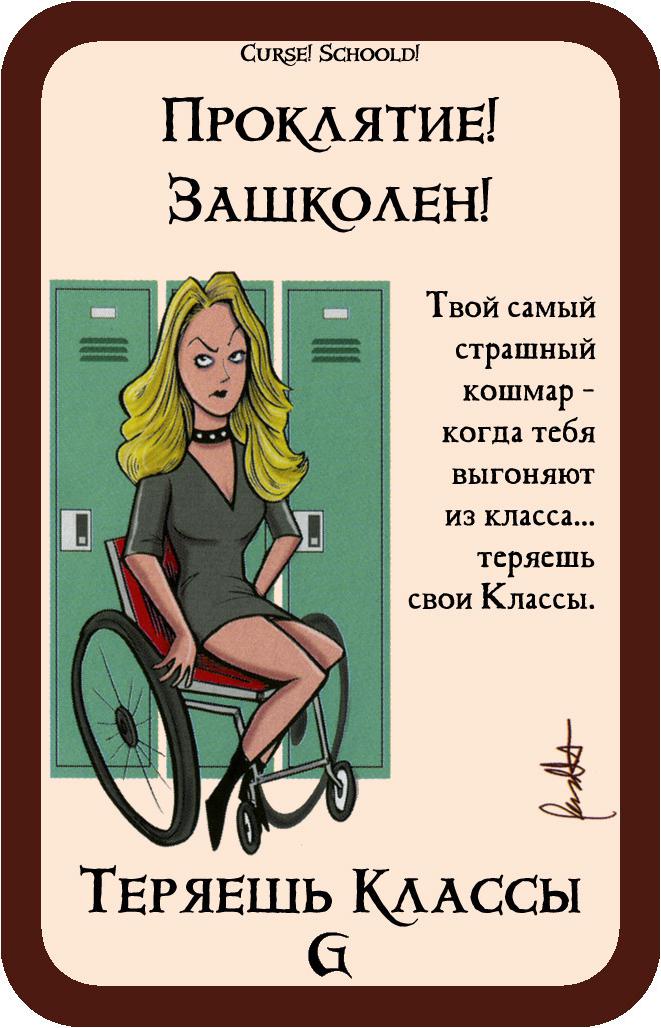 Curse! Schoold!
Проклятие!
Зашколен!
Твой самый
страшный
кошмар -
когда тебя
выгоняют
из класса...
теряешь
свои Классы.
Теряешь Классы
G